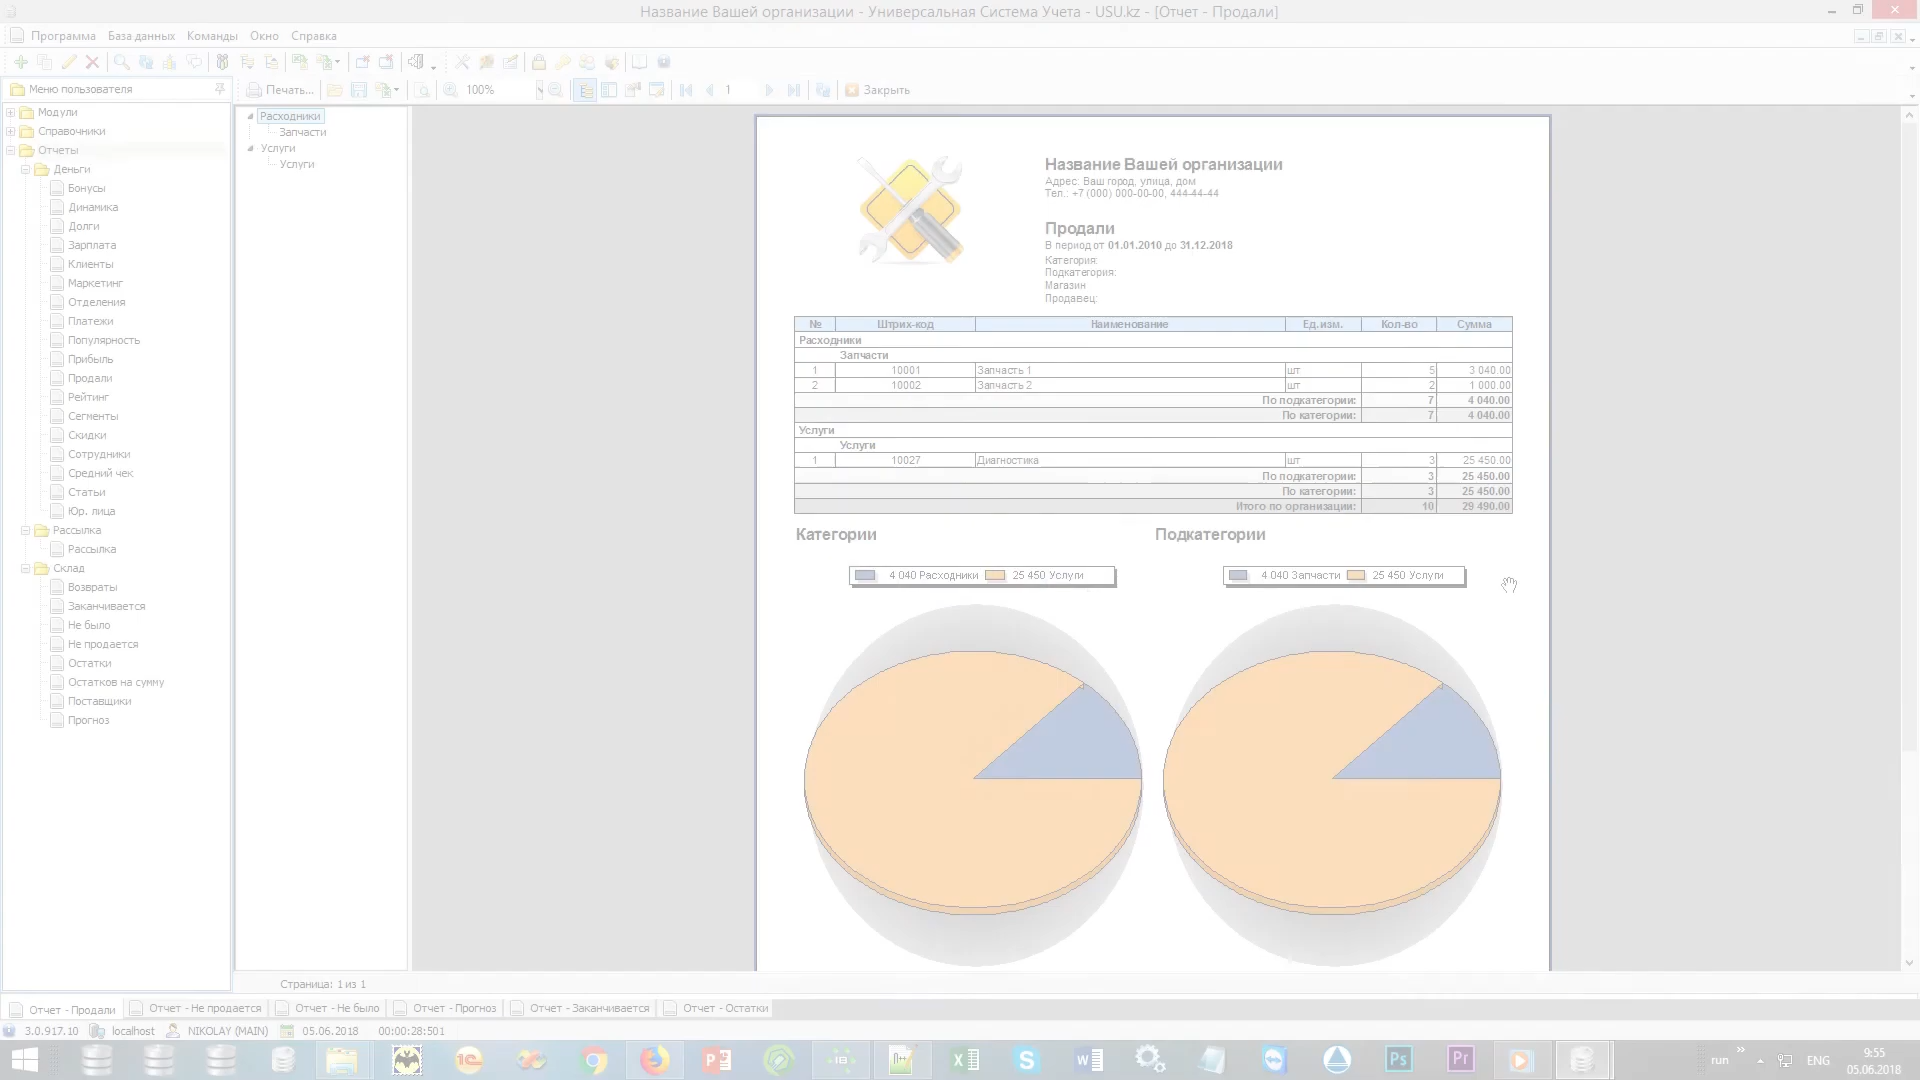 Название Вашей организации - Универсальная Система Учета - USU.kz - [Отчет - Продали]
Программа База данных Команды Окно Справка
Меню пользователя
Печать... 100% 1 Закрыть
Модули
Справочники
Отчеты
Деньги
Бонусы
Динамика
Долги
Зарплата
Клиенты
Маркетинг
Отделения
Платежи
Популярность
Прибыль
Продали
Рейтинг
Сегменты
Скидки
Сотрудники
Средний чек
Статьи
Юр. лица
Рассылка
Рассылка
Склад
Возвраты
Заканчивается
Не было
Не продается
Остатки
Остатков на сумму
Поставщики
Прогноз
Расходники
Запчасти
Услуги
Услуги
Название Вашей организации
Адрес: Ваш город, улица, дом
Тел.: +7 (000) 000-00-00, 444-44-44
Продали
В период от 01.01.2010 до 31.12.2018
Категория:
Подкатегория:
Магазин
Продавец:
№ Штрих-код Наименование Ед.изм. Кол-во Сумма
Расходники
Запчасти
1 10001 Запчасть 1 шт 5 3 040.00
2 10002 Запчасть 2 шт 2 1 000.00
По подкатегории: 7 4 040.00
По категории: 7 4 040.00
Услуги
Услуги
1 10027 Диагностика шт 3 25 450.00
По подкатегории: 3 25 450.00
По категории: 3 25 450.00
Итого по организации: 10 29 490.00
Категории Подкатегории
4 040 Расходники 25 450 Услуги
4 040 Запчасти 25 450 Услуги
Страница: 1 из 1
Отчет - Продали Отчет - Не продается Отчет - Не было Отчет - Прогноз Отчет - Заканчивается Отчет - Остатки
3.0.917.10 localhost NIKOLAY (MAIN) 05.06.2018 00:00:28:501
run ENG 9:55
05.06.2018